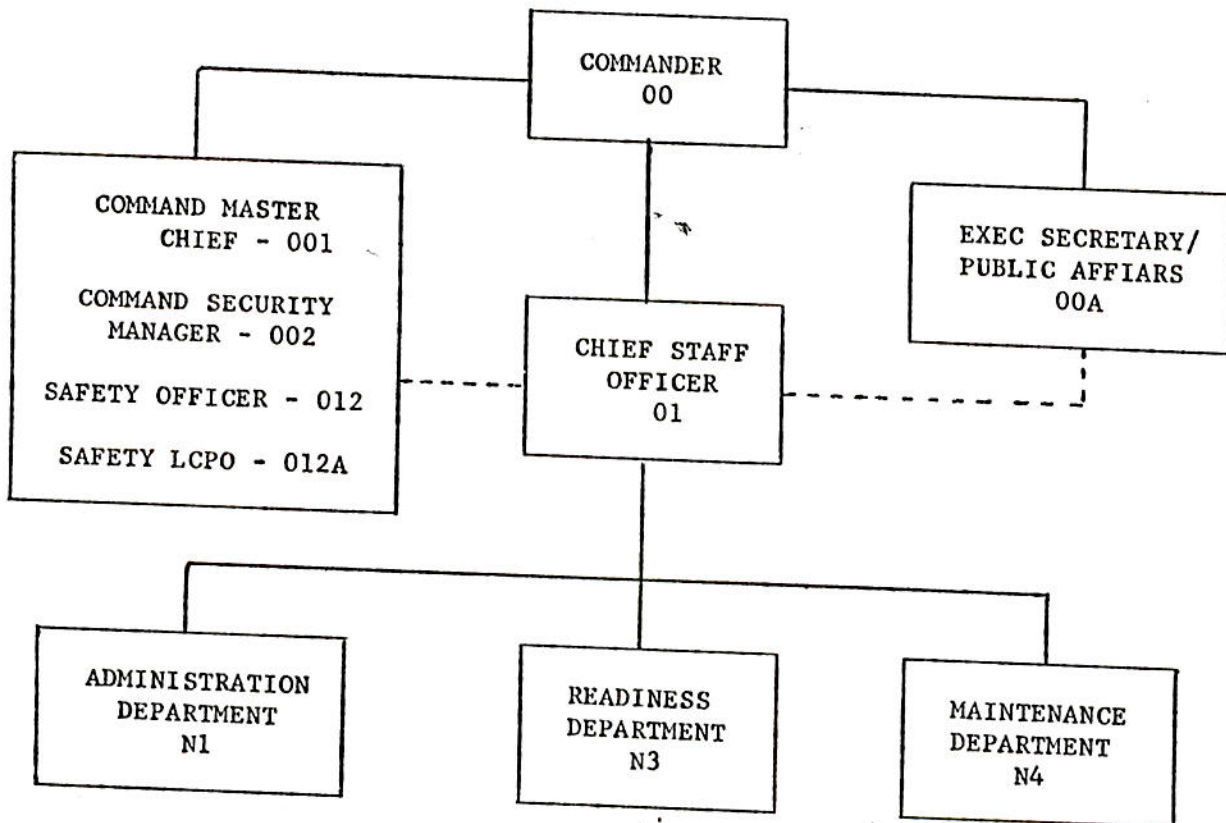 COMMANDER
00
COMMAND MASTER
CHIEF - 001
COMMAND SECURITY
MANAGER - 002
SAFETY OFFICER - 012
SAFETY LCPO - 012A
EXEC SECRETARY/
PUBLIC AFFIARS
00A
CHIEF STAFF
OFFICER
01
ADMINISTRATION
DEPARTMENT
N1
READINESS
DEPARTMENT
N3
MAINTENANCE
DEPARTMENT
N4